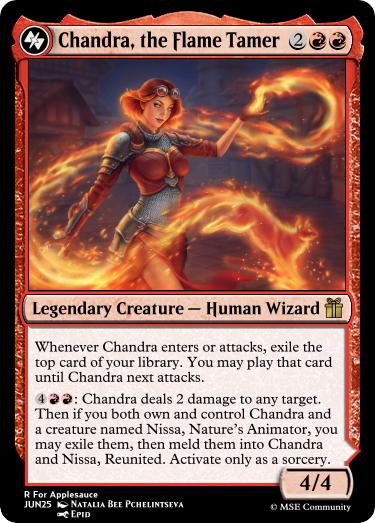 Chandra, the Flame Tamer 2
Legendary Creature — Human Wizard
Whenever Chandra enters or attacks, exile the
top card of your library. You may play that
card until Chandra next attacks.
4: Chandra deals 2 damage to any target.
Then if you both own and control Chandra and
a creature named Nissa, Nature's Animator, you
may exile them, then meld them into Chandra
and Nissa, Reunited. Activate only as a sorcery.
4/4
R For Applesauce
JUN25 Natalia Bee Pchelintseva
Epid
© MSE Community